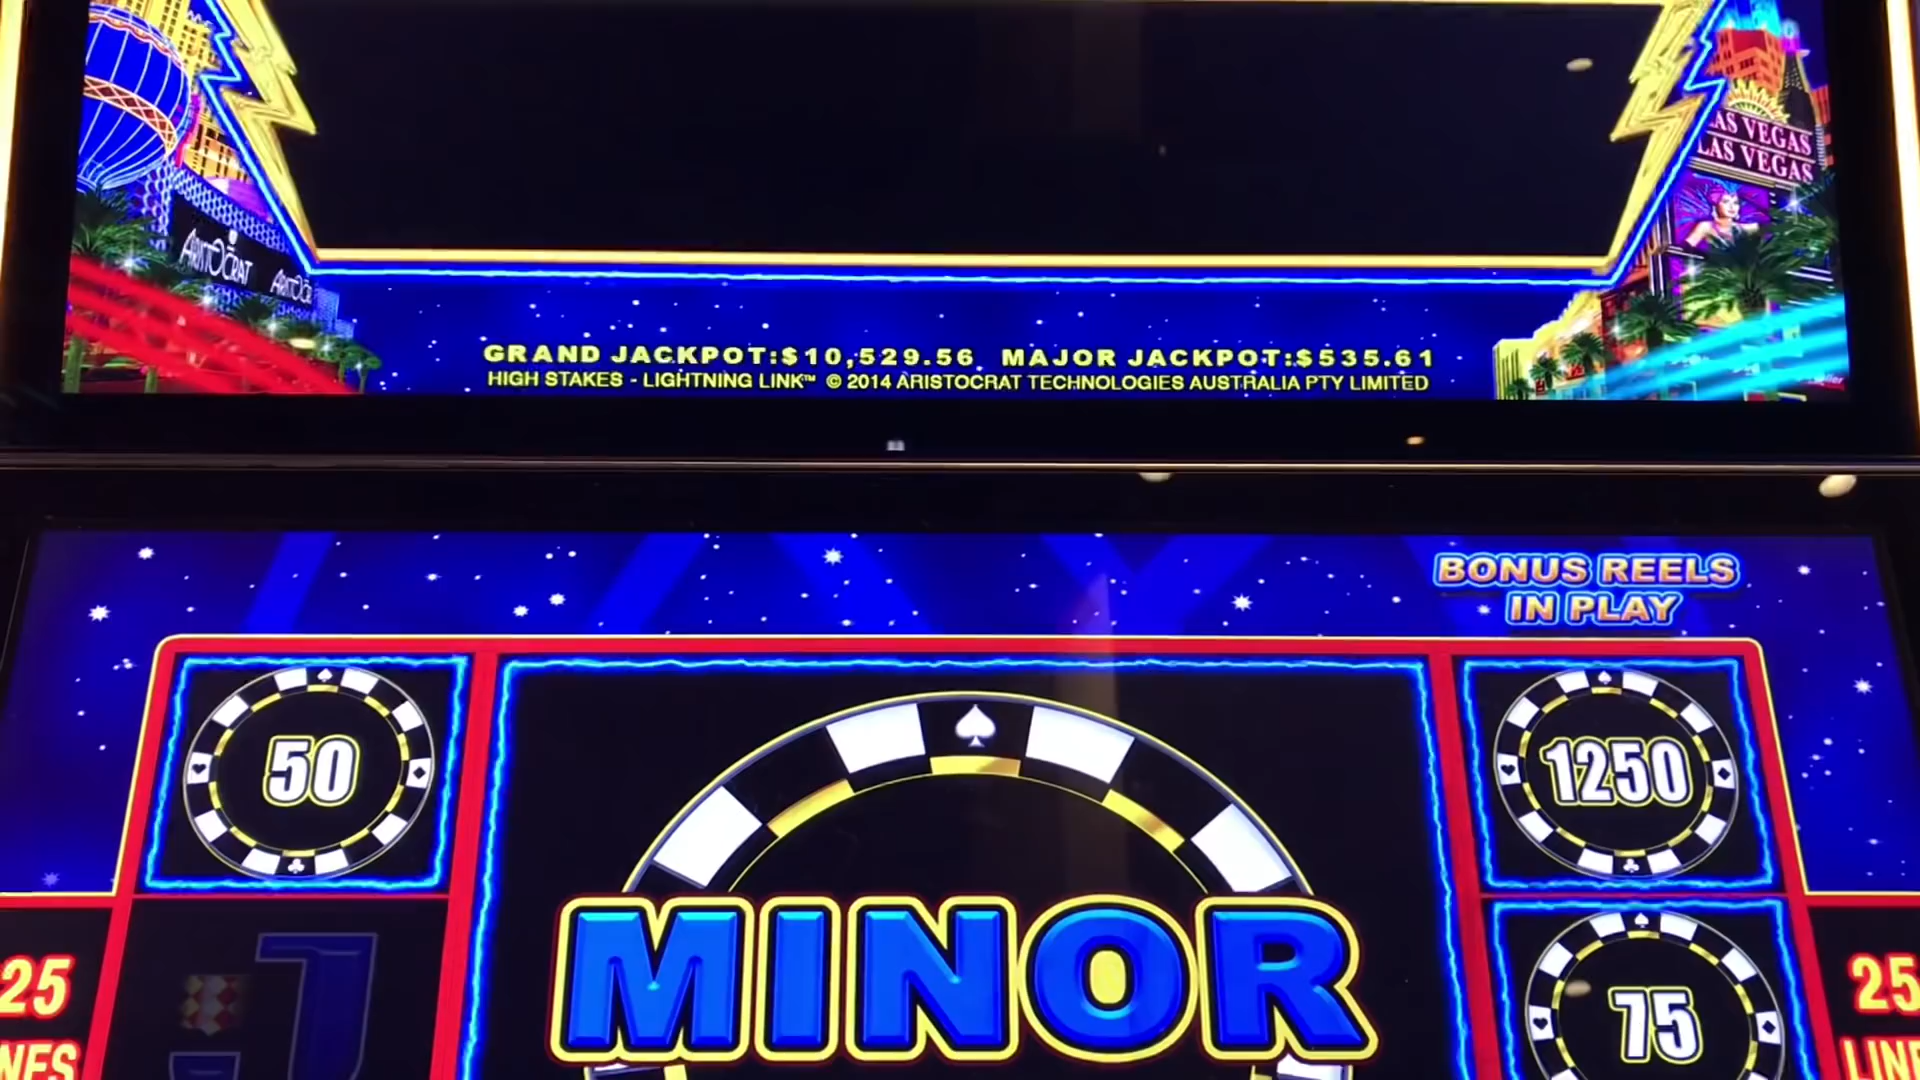 LAS VEGAS
LAS VEGAS
ARISTOCRAT
GRAND JACKPOT:$10,529.56 MAJOR JACKPOT:$535.61
HIGH STAKES - LIGHTNING LINK™ © 2014 ARISTOCRAT TECHNOLOGIES AUSTRALIA PTY LIMITED
BONUS REELS
IN PLAY
50
1250
MINOR
J
75
25
25